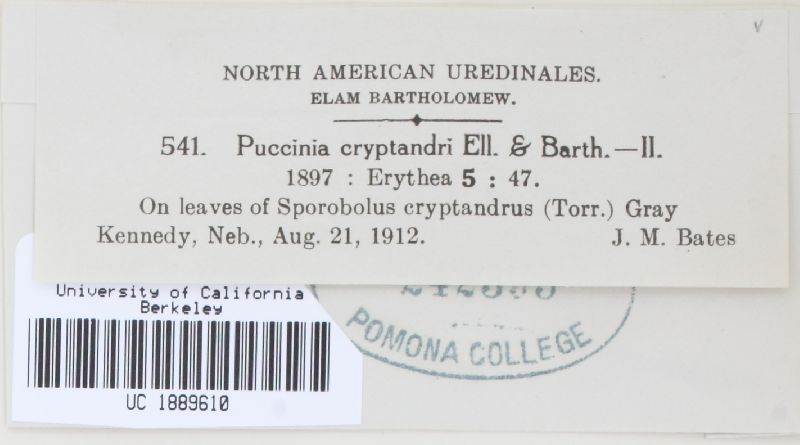 NORTH AMERICAN UREDINALES.
ELAM BARTHOLOMEW.
541. Puccinia cryptandri Ell. & Barth.—II.
1897 : Erythea 5 : 47.
On leaves of Sporobolus cryptandrus (Torr.) Gray
Kennedy, Neb., Aug. 21, 1912. J. M. Bates
University of California
Berkeley
UC 1889610
POMONA COLLEGE